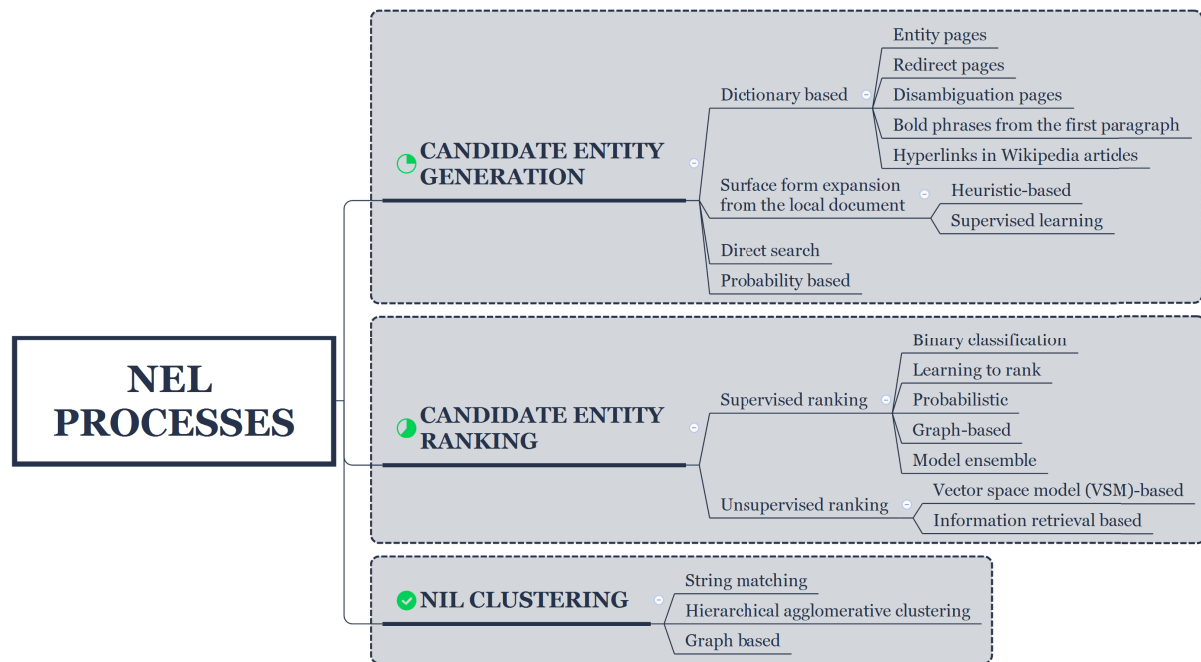 NEL
PROCESSES
CANDIDATE ENTITY
GENERATION
Dictionary based
Entity pages
Redirect pages
Disambiguation pages
Bold phrases from the first paragraph
Hyperlinks in Wikipedia articles
Surface form expansion
from the local document
Heuristic-based
Supervised learning
Direct search
Probability based
CANDIDATE ENTITY
RANKING
Supervised ranking
Binary classification
Learning to rank
Probabilistic
Graph-based
Model ensemble
Unsupervised ranking
Vector space model (VSM)-based
Information retrieval based
NIL CLUSTERING
String matching
Hierarchical agglomerative clustering
Graph based